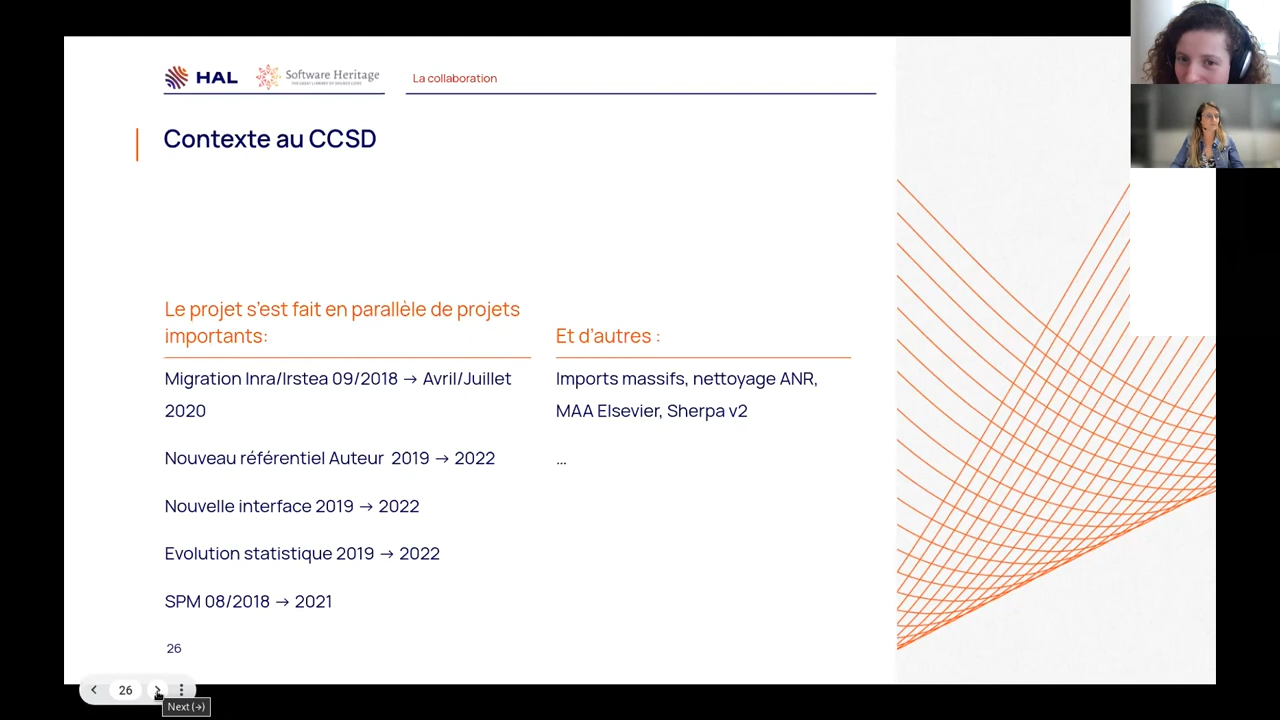 HAL
Software Heritage
La collaboration
Contexte au CCSD
Le projet s'est fait en parallèle de projets
importants:
Migration Inra/Irstea 09/2018 → Avril/Juillet
2020
Nouveau référentiel Auteur 2019 → 2022
Nouvelle interface 2019 → 2022
Evolution statistique 2019 → 2022
SPM 08/2018 → 2021
Et d'autres :
Imports massifs, nettoyage ANR,
MAA Elsevier, Sherpa v2
...
26
26
Next (→)